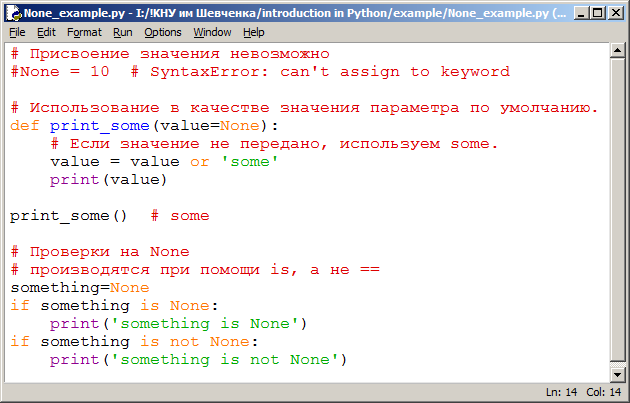 None_example.py - I:/!КНУ им Шевченка/introduction in Python/example/None_example.py (...
File Edit Format Run Options Window Help
# Присвоение значения невозможно
#None = 10  # SyntaxError: can't assign to keyword
# Использование в качестве значения параметра по умолчанию.
def print_some(value=None):
    # Если значение не передано, используем some.
    value = value or 'some'
    print(value)
print_some()  # some
# Проверки на None
# производятся при помощи is, а не ==
something=None
if something is None:
    print('something is None')
if something is not None:
    print('something is not None')
Ln: 14 Col: 14